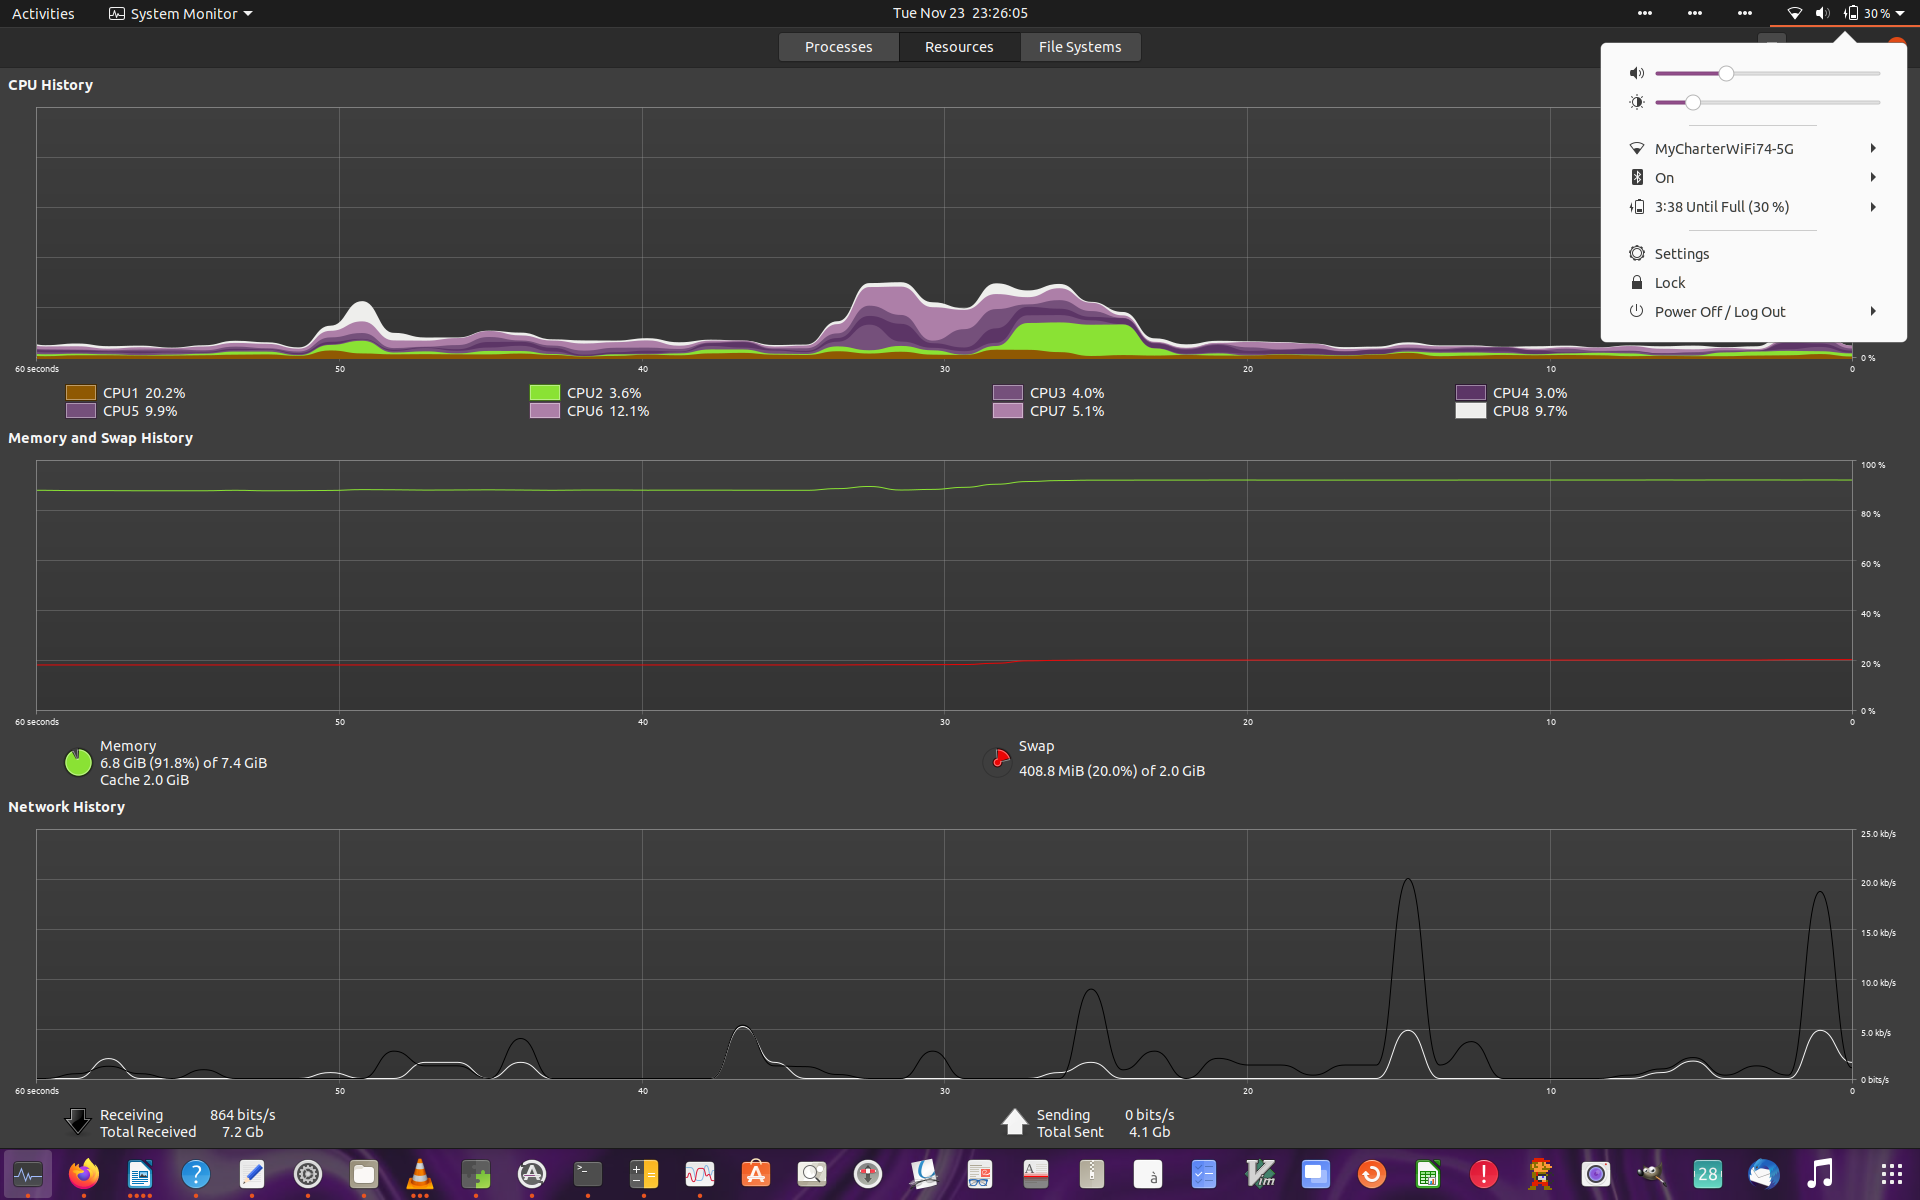 Activities
System Monitor
Tue Nov 23 23:26:05
30 %
Processes
Resources
File Systems
MyCharterWiFi74-5G
On
3:38 Until Full (30 %)
Settings
Lock
Power Off / Log Out
CPU History
0 %
60 seconds
50
40
30
20
10
0
CPU1 20.2%
CPU2 3.6%
CPU3 4.0%
CPU4 3.0%
CPU5 9.9%
CPU6 12.1%
CPU7 5.1%
CPU8 9.7%
Memory and Swap History
100 %
80 %
60 %
40 %
20 %
0 %
60 seconds
50
40
30
20
10
0
Memory
6.8 GiB (91.8%) of 7.4 GiB
Cache 2.0 GiB
Swap
408.8 MiB (20.0%) of 2.0 GiB
Network History
25.0 kb/s
20.0 kb/s
15.0 kb/s
10.0 kb/s
5.0 kb/s
0 bits/s
60 seconds
50
40
30
20
10
0
Receiving 864 bits/s
Total Received 7.2 Gb
Sending 0 bits/s
Total Sent 4.1 Gb
?
>_
A
à
Vim
!
28